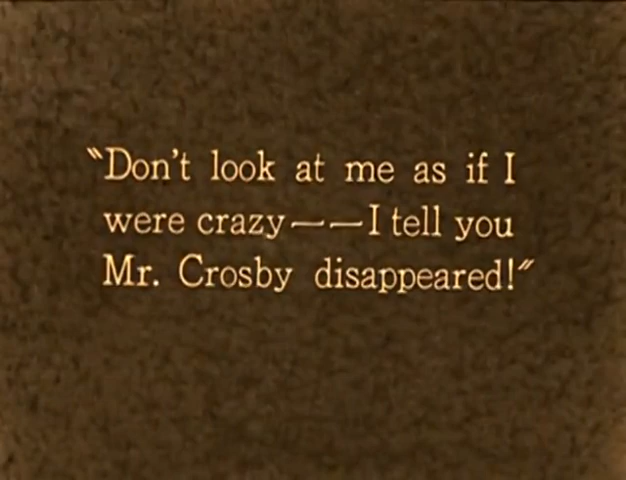 "Don't look at me as if I
were crazy——I tell you
Mr. Crosby disappeared!"